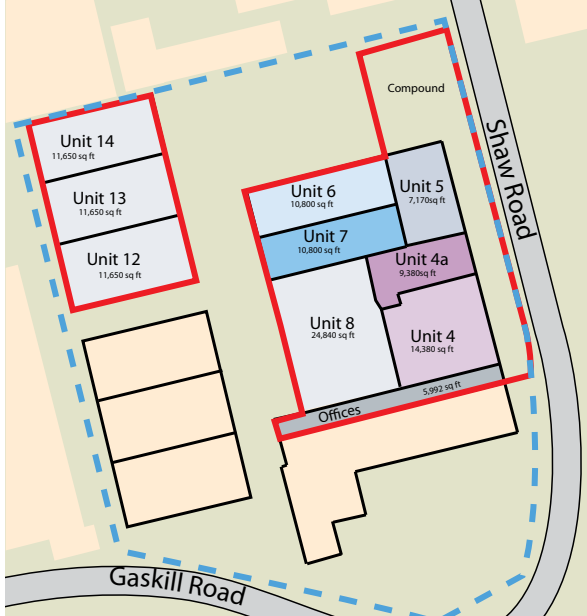 Compound
Unit 14
11,650 sq ft
Unit 13
11,650 sq ft
Unit 12
11,650 sq ft
Shaw Road
Unit 6
10,800 sq ft
Unit 5
7,170sq ft
Unit 7
10,800 sq ft
Unit 4a
9,380sq ft
Unit 8
24,840 sq ft
Unit 4
14,380 sq ft
Offices
5,992 sq ft
Gaskill Road